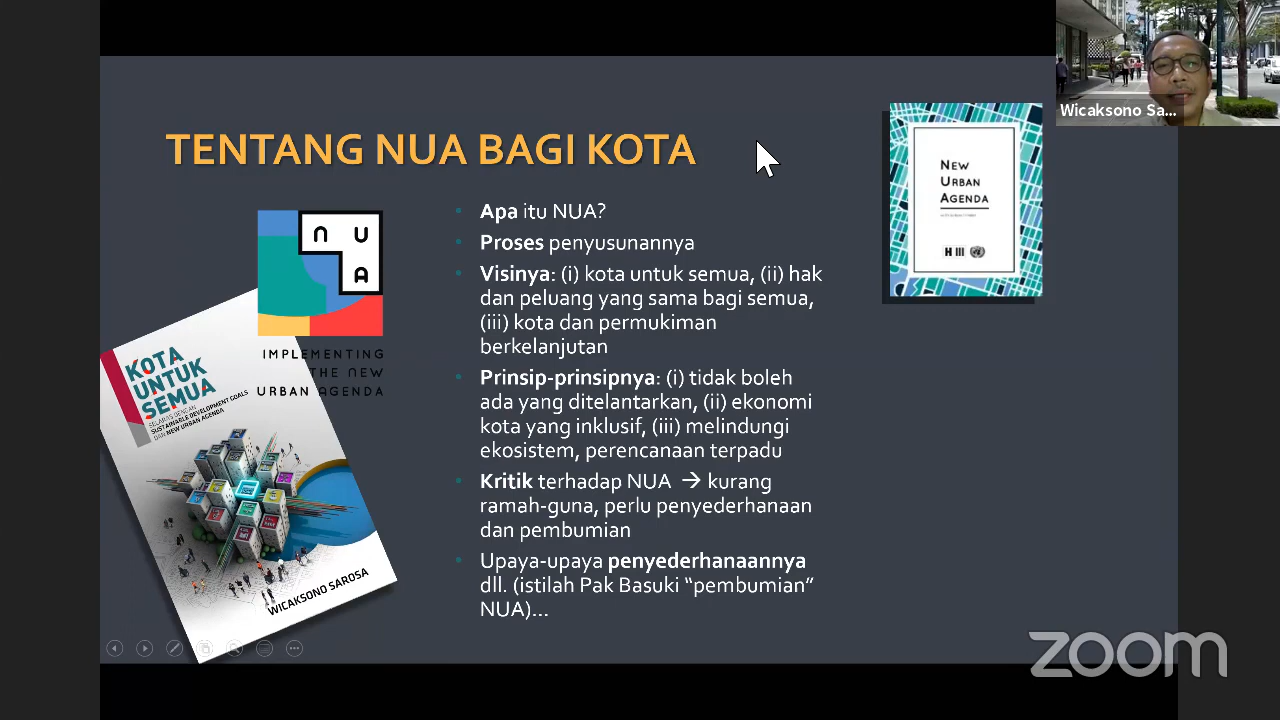 Wicaksono Sa...
TENTANG NUA BAGI KOTA
NEW
URBAN
AGENDA
H III
n U
A
IMPLEMENTING
THE NEW
URBAN AGENDA
KOTA
UNTUK
SEMUA
SELARAS DENGAN
SUSTAINABLE DEVELOPMENT GOALS
DAN NEW URBAN AGENDA
WICAKSONO SAROSA
• Apa itu NUA?
• Proses penyusunannya
• Visinya: (i) kota untuk semua, (ii) hak
dan peluang yang sama bagi semua,
(iii) kota dan permukiman
berkelanjutan
• Prinsip-prinsipnya: (i) tidak boleh
ada yang ditelantarkan, (ii) ekonomi
kota yang inklusif, (iii) melindungi
ekosistem, perencanaan terpadu
• Kritik terhadap NUA → kurang
ramah-guna, perlu penyederhanaan
dan pembumian
• Upaya-upaya penyederhanaannya
dll. (istilah Pak Basuki “pembumian”
NUA)...
zoom